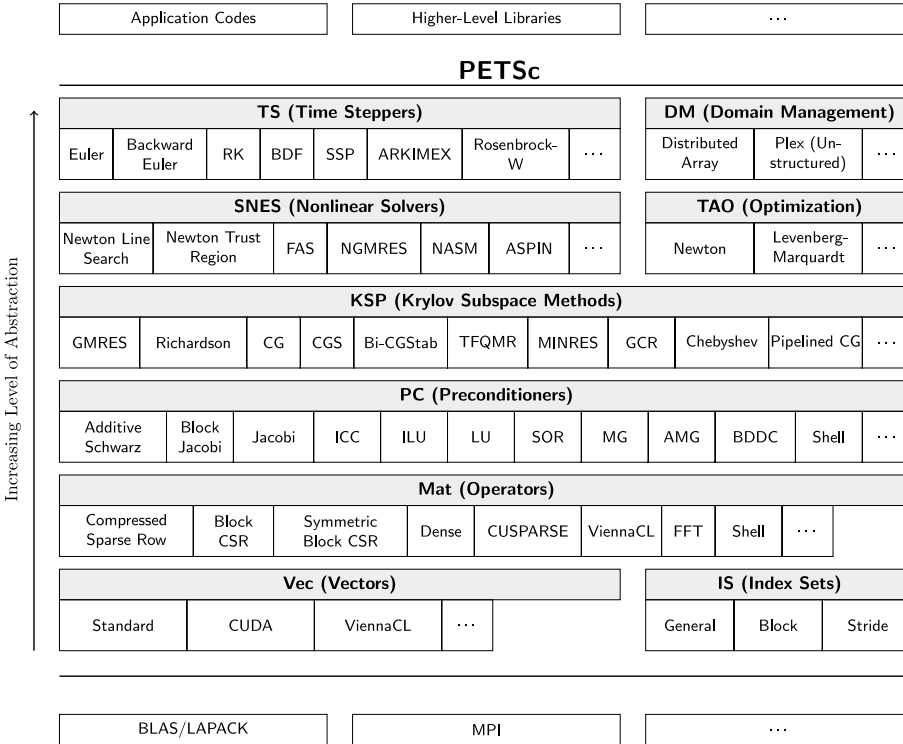 Application Codes
Higher-Level Libraries
···
PETSc
Increasing Level of Abstraction
TS (Time Steppers)
Euler
Backward
Euler
RK
BDF
SSP
ARKIMEX
Rosenbrock-
W
···
DM (Domain Management)
Distributed
Array
Plex (Un-
structured)
···
SNES (Nonlinear Solvers)
Newton Line
Search
Newton Trust
Region
FAS
NGMRES
NASM
ASPIN
···
TAO (Optimization)
Newton
Levenberg-
Marquardt
···
KSP (Krylov Subspace Methods)
GMRES
Richardson
CG
CGS
Bi-CGStab
TFQMR
MINRES
GCR
Chebyshev
Pipelined CG
···
PC (Preconditioners)
Additive
Schwarz
Block
Jacobi
Jacobi
ICC
ILU
LU
SOR
MG
AMG
BDDC
Shell
···
Mat (Operators)
Compressed
Sparse Row
Block
CSR
Symmetric
Block CSR
Dense
CUSPARSE
ViennaCL
FFT
Shell
···
Vec (Vectors)
Standard
CUDA
ViennaCL
···
IS (Index Sets)
General
Block
Stride
BLAS/LAPACK
MPI
···